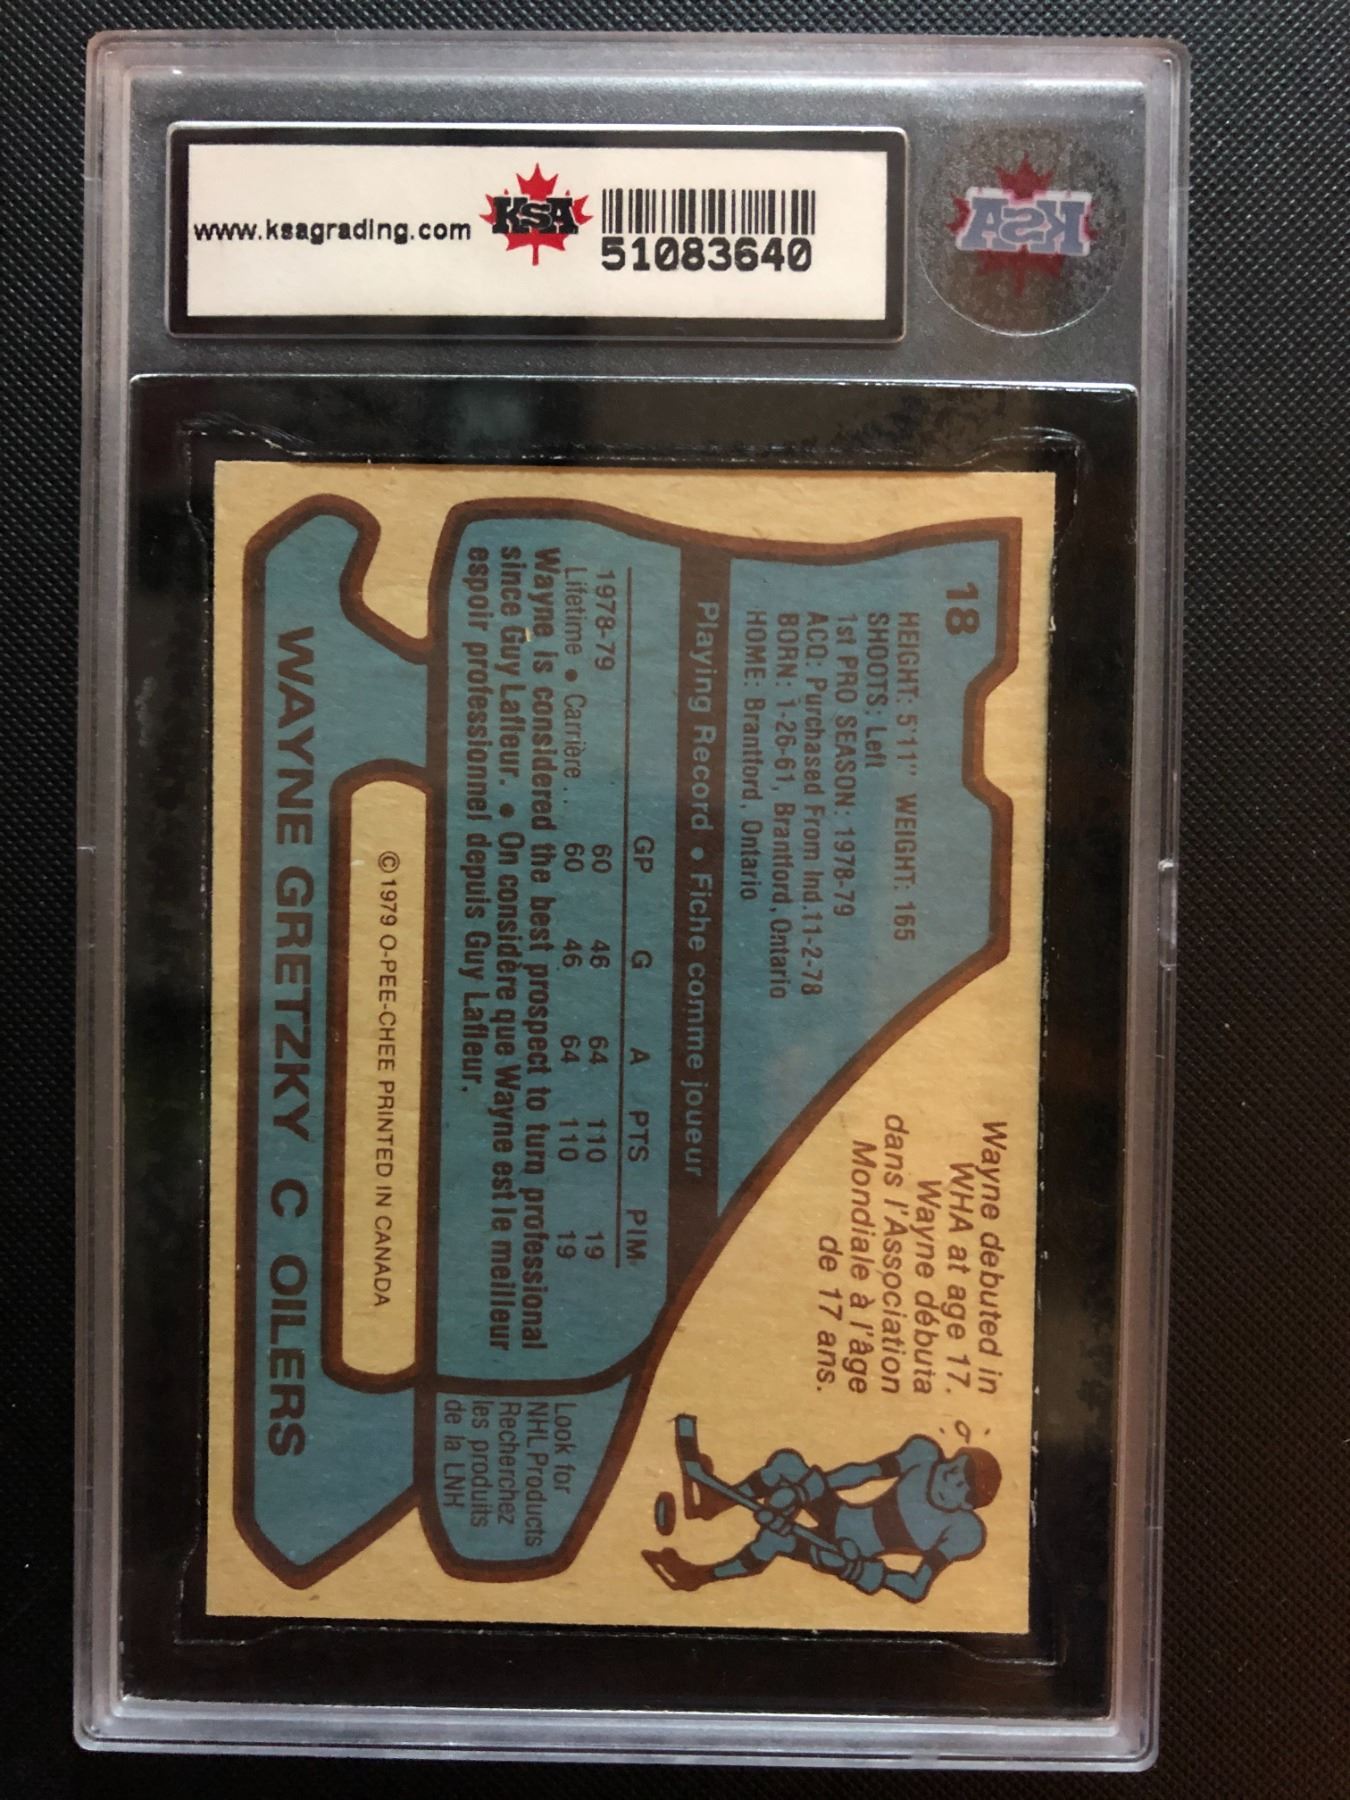 www.ksagrading.com
KSA
51083640
KSA
18
HEIGHT: 5'11" WEIGHT: 165
SHOOTS: Left
1st PRO SEASON: 1978-79
ACQ: Purchased From Ind. 11-2-78
BORN: 1-26-61, Brantford, Ontario
HOME: Brantford, Ontario
Wayne debuted in
WHA at age 17.
Wayne débuta
dans l'Association
Mondiale à l'âge
de 17 ans.
Playing Record • Fiche comme joueur
GP G A PTS PIM
1978-79 60 46 64 110 19
Lifetime • Carrière... 60 46 64 110 19
Wayne is considered the best prospect to turn professional
since Guy Lafleur. • On considère que Wayne est le meilleur
espoir professionnel depuis Guy Lafleur.
Look for
NHL Products
Recherchez
les produits
de la LNH
©1979 O-PEE-CHEE PRINTED IN CANADA
WAYNE GRETZKY C OILERS